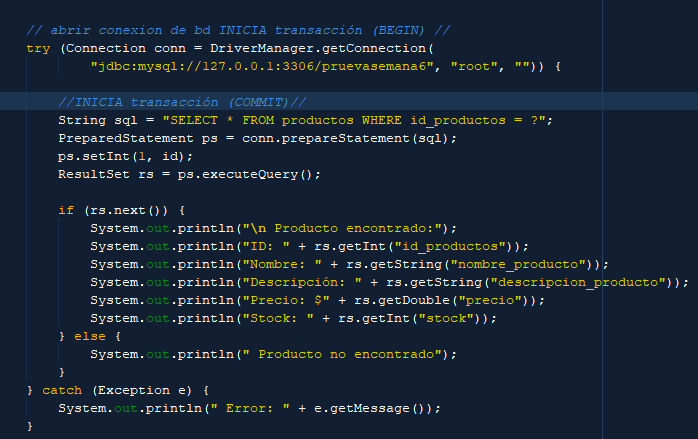 // abrir conexion de bd INICIA transacción (BEGIN) //
try (Connection conn = DriverManager.getConnection(
"jdbc:mysql://127.0.0.1:3306/pruevasemana6", "root", "")) {
//INICIA transacción (COMMIT)//
String sql = "SELECT * FROM productos WHERE id_productos = ?";
PreparedStatement ps = conn.prepareStatement(sql);
ps.setInt(1, id);
ResultSet rs = ps.executeQuery();
if (rs.next()) {
System.out.println("\n Producto encontrado:");
System.out.println("ID: " + rs.getInt("id_productos"));
System.out.println("Nombre: " + rs.getString("nombre_producto"));
System.out.println("Descripción: " + rs.getString("descripcion_producto"));
System.out.println("Precio: $" + rs.getDouble("precio"));
System.out.println("Stock: " + rs.getInt("stock"));
} else {
System.out.println(" Producto no encontrado");
}
} catch (Exception e) {
System.out.println(" Error: " + e.getMessage());
}